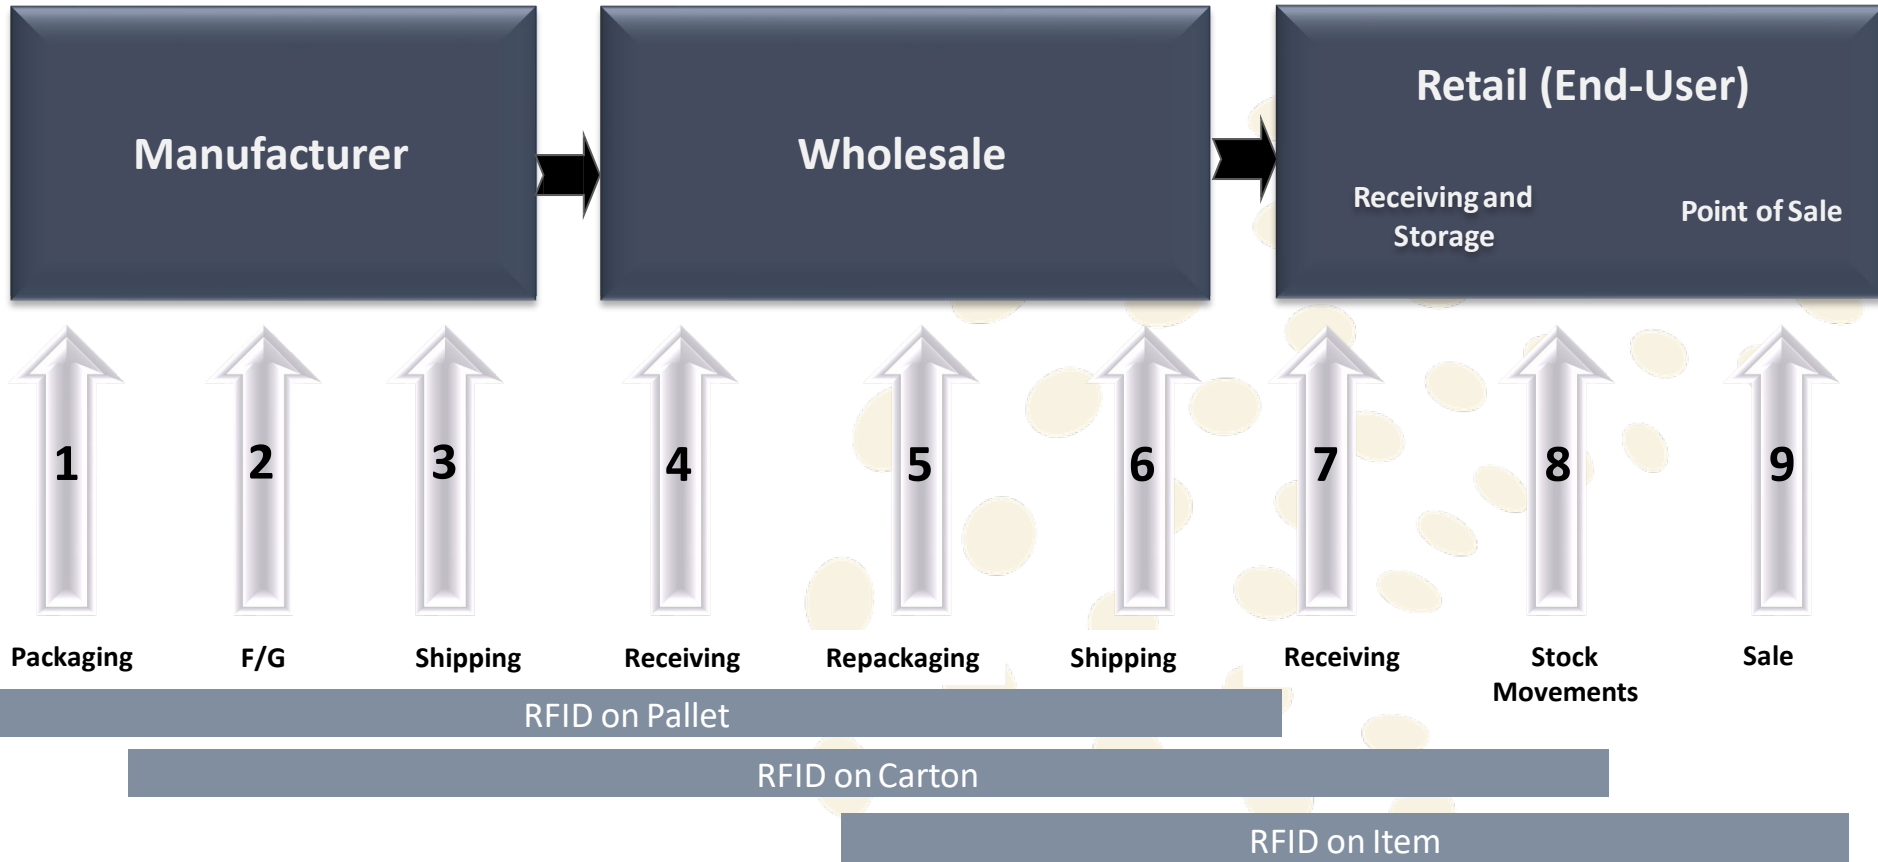 Manufacturer
Wholesale
Retail (End-User)
Receiving and
Storage
Point of Sale
1
2
3
4
5
6
7
8
9
Packaging
F/G
Shipping
Receiving
Repackaging
Shipping
Receiving
Stock
Movements
Sale
RFID on Pallet
RFID on Carton
RFID on Item